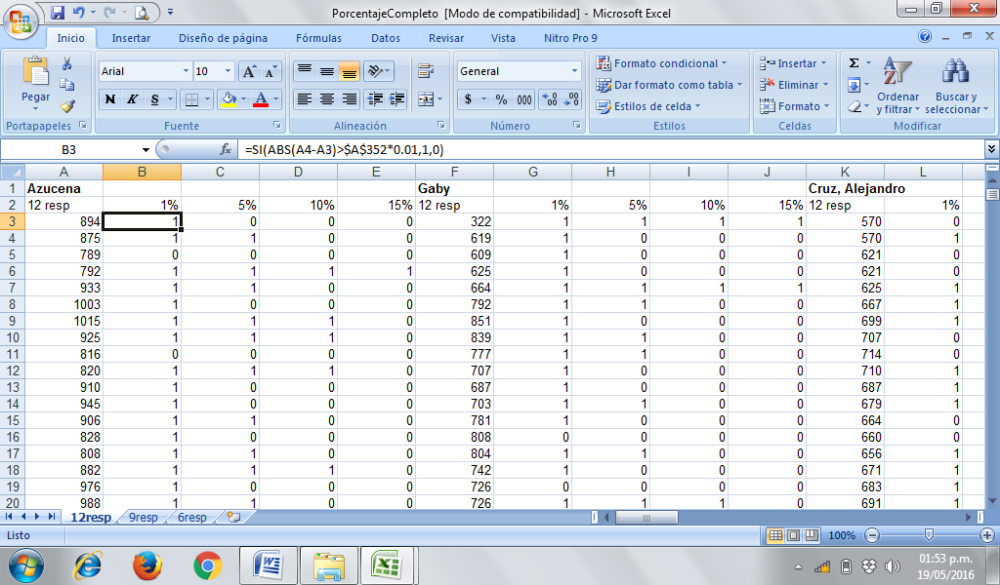 PorcentajeCompleto [Modo de compatibilidad] - Microsoft Excel
Inicio Insertar Diseño de página Fórmulas Datos Revisar Vista Nitro Pro 9
Pegar
Portapapeles
Arial 10
N K S
Fuente
Alineación
General
$ % 000
Número
Formato condicional
Dar formato como tabla
Estilos de celda
Estilos
Insertar
Eliminar
Formato
Celdas
Ordenar y filtrar
Buscar y seleccionar
Modificar
B3 fx =SI(ABS(A4-A3)>$A$352*0.01,1,0)
A B C D E F G H I J K L
1 Azucena Gaby Cruz, Alejandro
2 12 resp 1% 5% 10% 15% 12 resp 1% 5% 10% 15% 12 resp 1%
3 894 1 0 0 0 322 1 1 1 1 570 0
4 875 1 1 0 0 619 1 0 0 0 570 1
5 789 0 0 0 0 609 1 0 0 0 621 0
6 792 1 1 1 1 625 1 1 0 0 621 0
7 933 1 1 0 0 664 1 1 1 1 625 1
8 1003 1 0 0 0 792 1 1 0 0 667 1
9 1015 1 1 1 0 851 1 0 0 0 699 1
10 925 1 1 1 0 839 1 1 0 0 707 0
11 816 0 0 0 0 777 1 1 0 0 714 0
12 820 1 1 1 0 707 1 0 0 0 710 1
13 910 1 0 0 0 687 1 0 0 0 687 1
14 945 1 0 0 0 703 1 1 0 0 679 1
15 906 1 1 0 0 781 1 0 0 0 664 0
16 828 1 0 0 0 808 0 0 0 0 660 0
17 808 1 1 0 0 804 1 1 0 0 656 1
18 882 1 1 1 0 742 1 0 0 0 671 1
19 976 1 0 0 0 726 0 0 0 0 683 1
20 988 1 1 0 0 726 1 1 1 0 691 1
12resp 9resp 6resp
Listo 100%
01:53 p.m.
19/05/2016